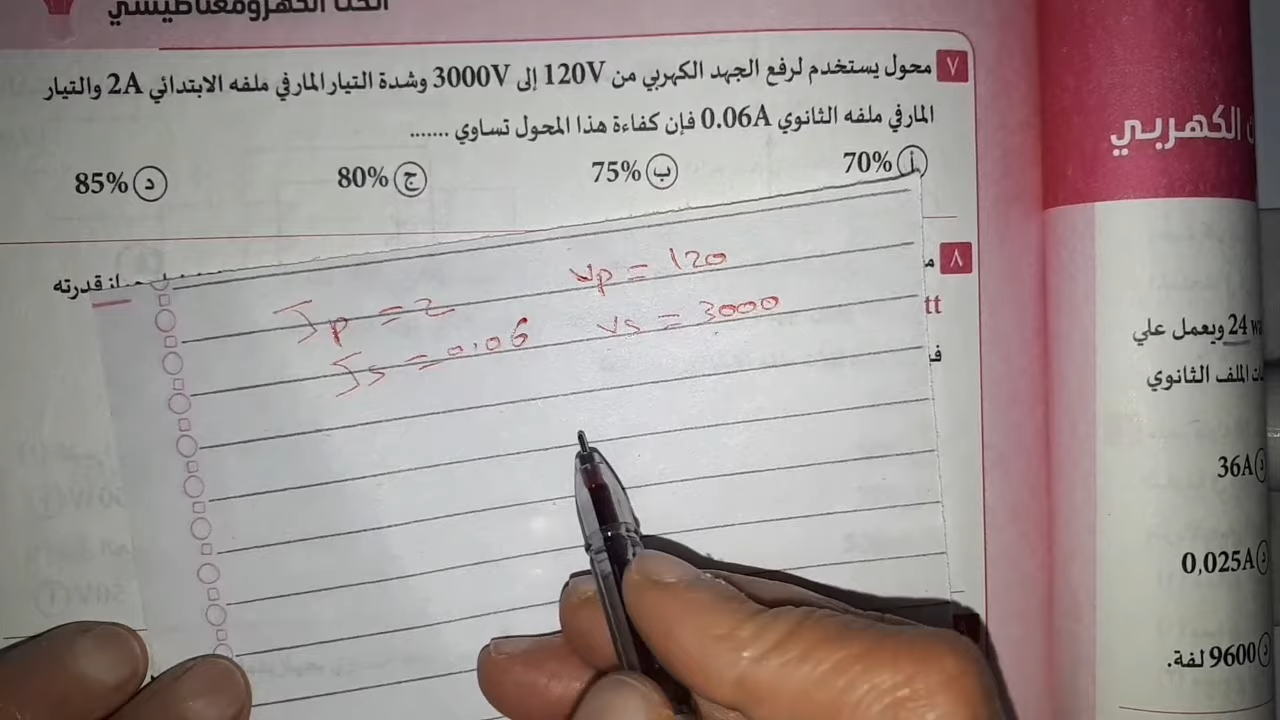 الحث الكهرومغناطيسي
٧ محول يستخدم لرفع الجهد الكهربي من 120V إلى 3000V وشدة التيار المار في ملفه الابتدائي 2A والتيار
المار في ملفه الثانوي 0.06A فإن كفاءة هذا المحول تساوي .......
أ 70% ب 75% ج 80% د 85%
٨
قدرته
tt
Vp = 120
Ip = 2
Vs = 3000
Is = 0.06
الكهربي
24 ويعمل علي
الملف الثانوي
36A
0,025A
9600 لفة.